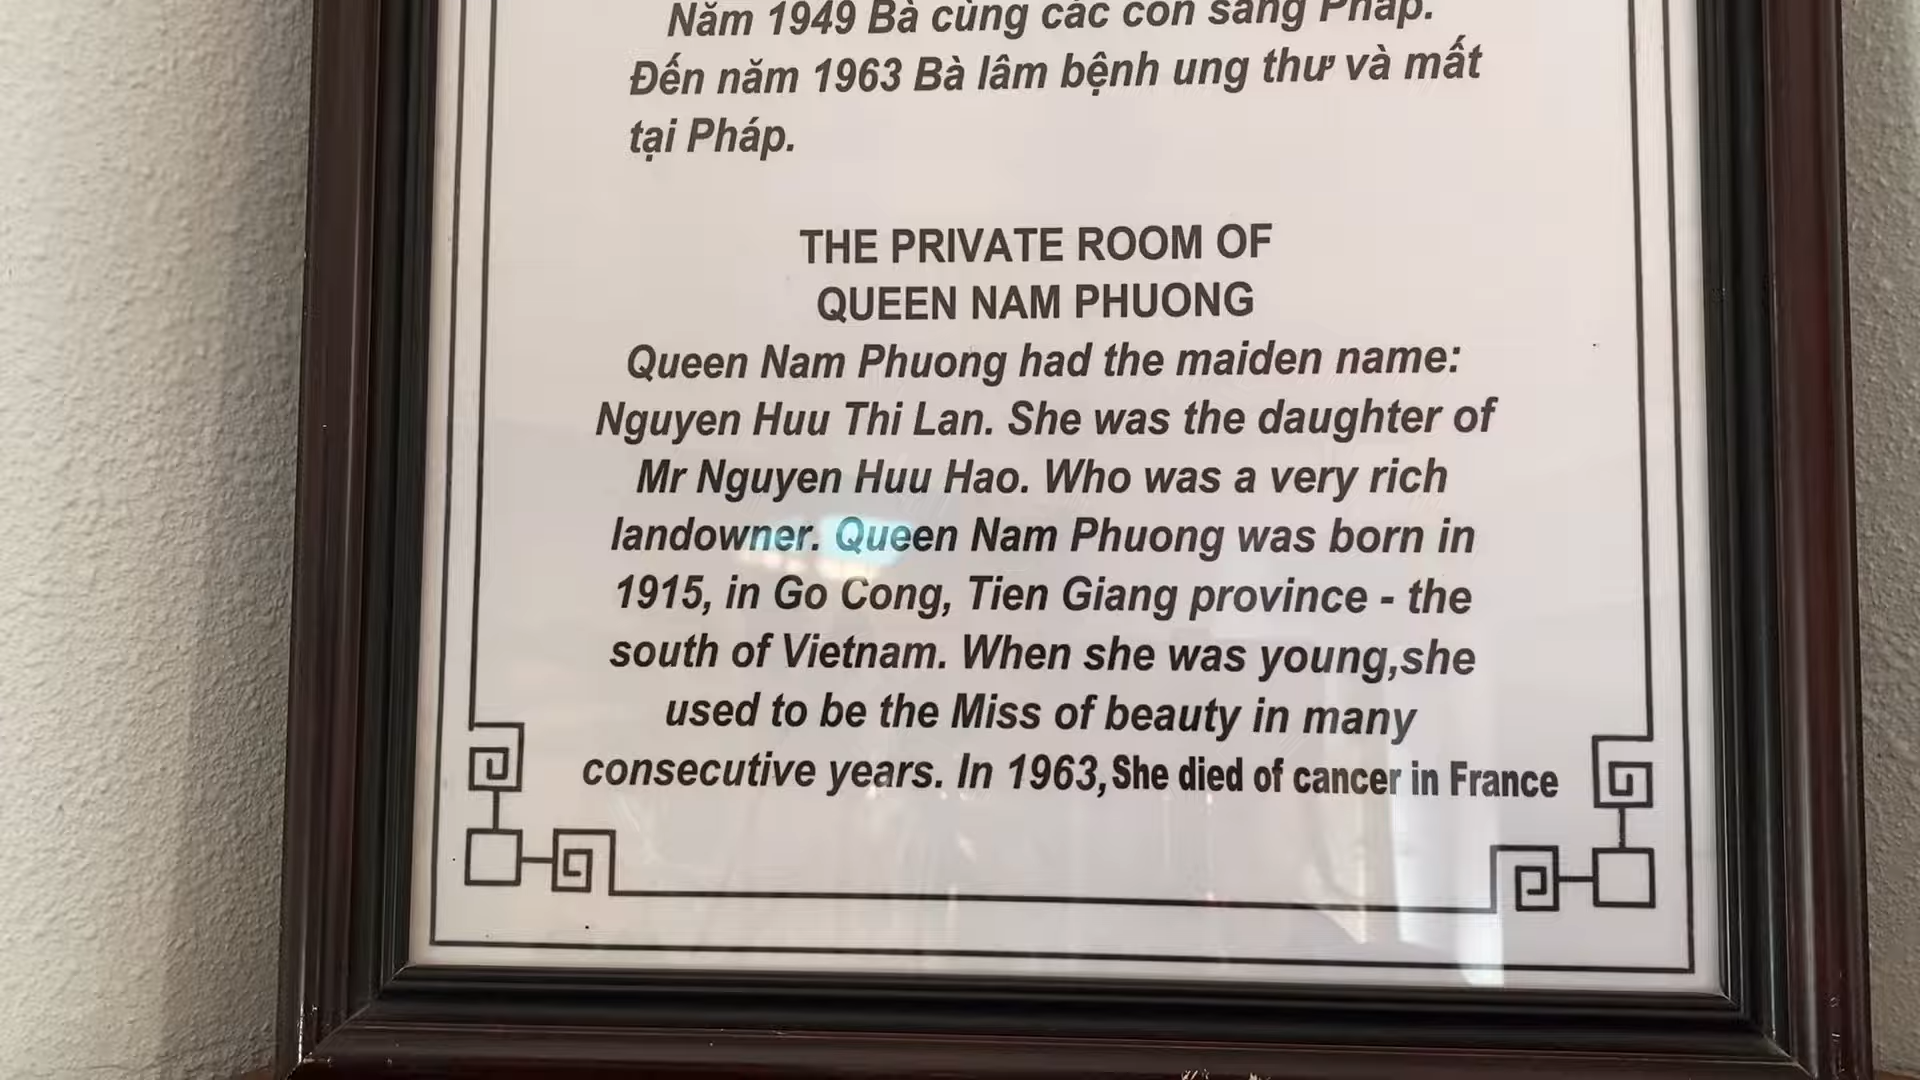 Năm 1949 Bà cùng các con sang Pháp.
Đến năm 1963 Bà lâm bệnh ung thư và mất
tại Pháp.
THE PRIVATE ROOM OF
QUEEN NAM PHUONG
Queen Nam Phuong had the maiden name:
Nguyen Huu Thi Lan. She was the daughter of
Mr Nguyen Huu Hao. Who was a very rich
landowner. Queen Nam Phuong was born in
1915, in Go Cong, Tien Giang province - the
south of Vietnam. When she was young,she
used to be the Miss of beauty in many
consecutive years. In 1963,She died of cancer in France